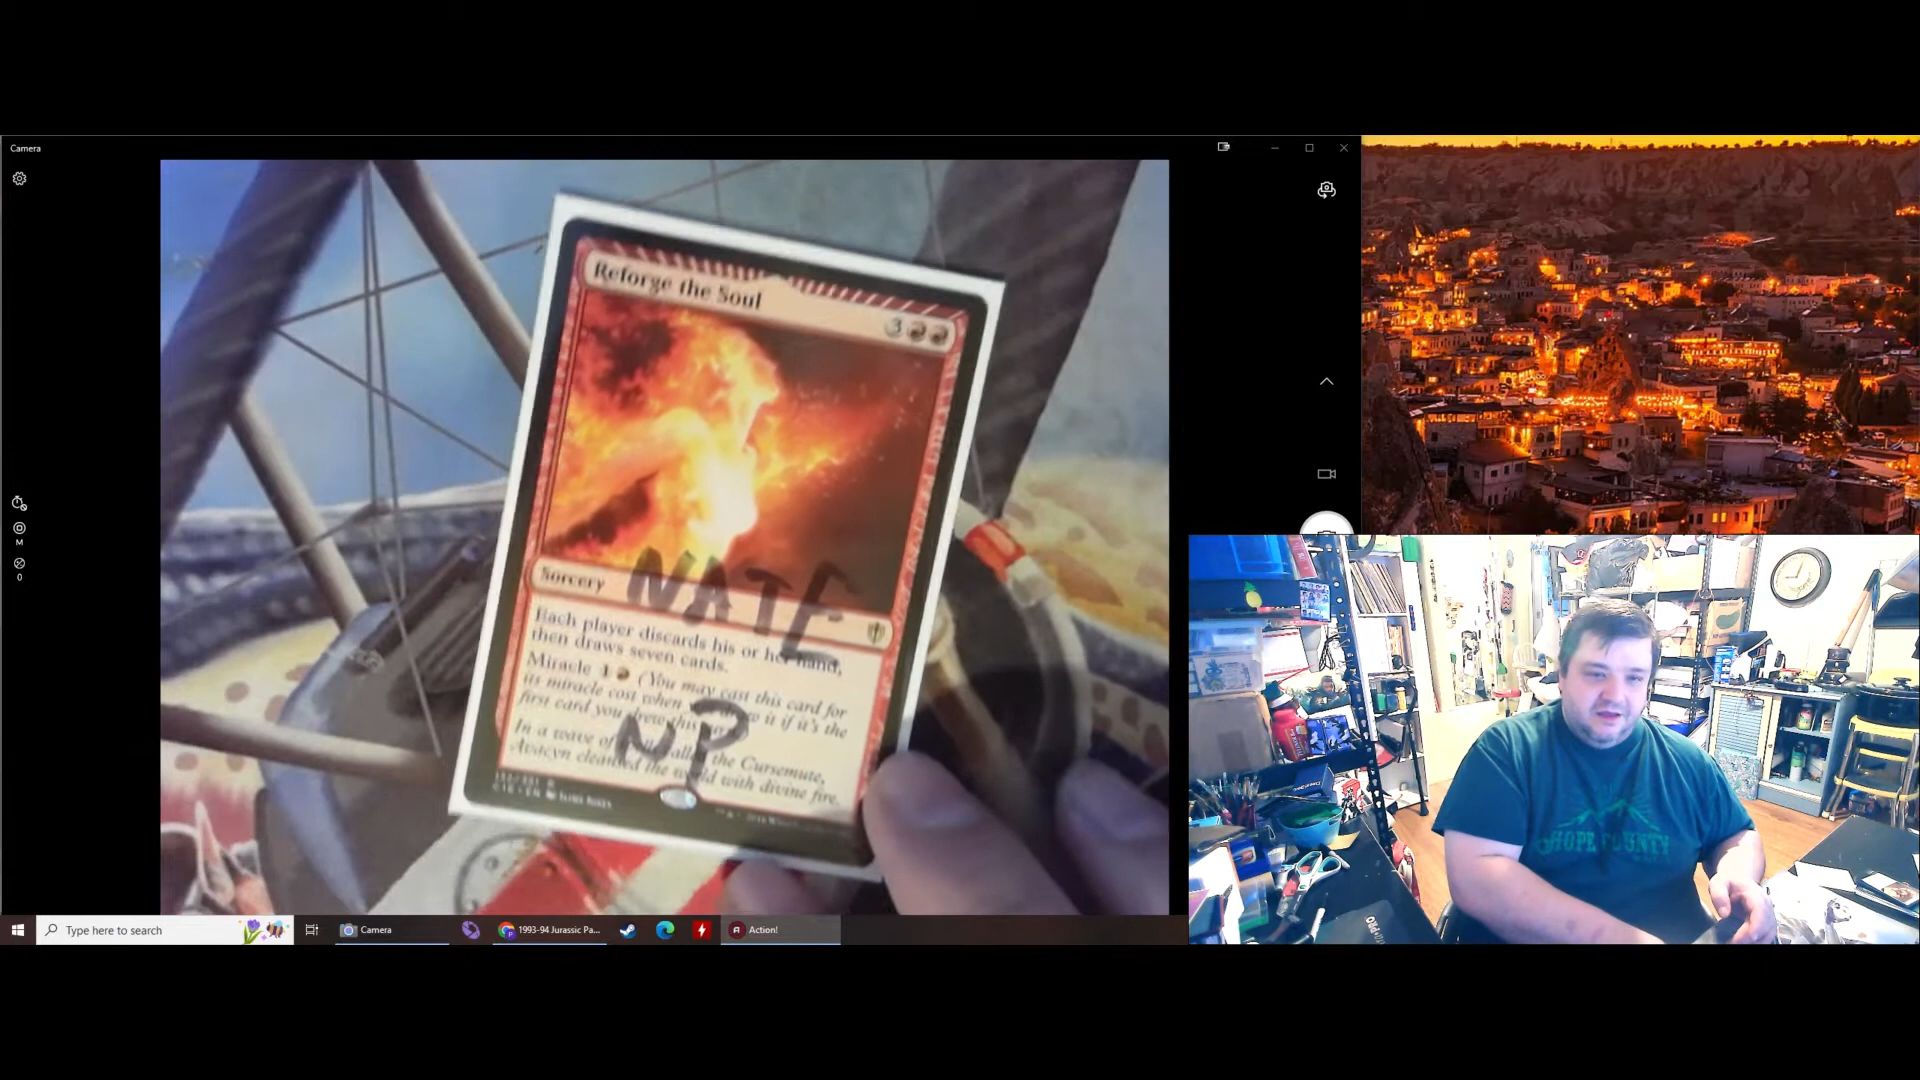 Camera
Reforge the Soul
3
Sorcery
NATE
Each player discards his or her hand,
then draws seven cards.
Miracle 1 (You may cast this card for
its miracle cost when you draw it if it's the
first card you drew this
NP
In a wave of the Cursemute,
Avacyn cleansed the world with divine fire.
M
0
HOPE COUNTY
Type here to search
Camera
1993-94 Jurassic Pa...
Action!